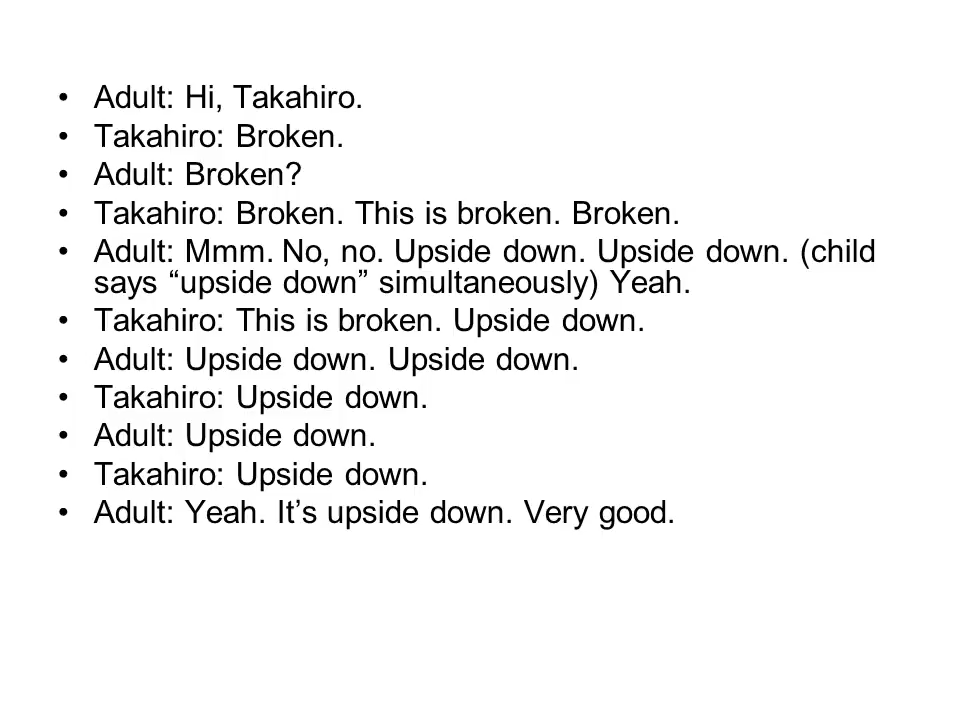 • Adult: Hi, Takahiro.
• Takahiro: Broken.
• Adult: Broken?
• Takahiro: Broken. This is broken. Broken.
• Adult: Mmm. No, no. Upside down. Upside down. (child
says “upside down” simultaneously) Yeah.
• Takahiro: This is broken. Upside down.
• Adult: Upside down. Upside down.
• Takahiro: Upside down.
• Adult: Upside down.
• Takahiro: Upside down.
• Adult: Yeah. It’s upside down. Very good.